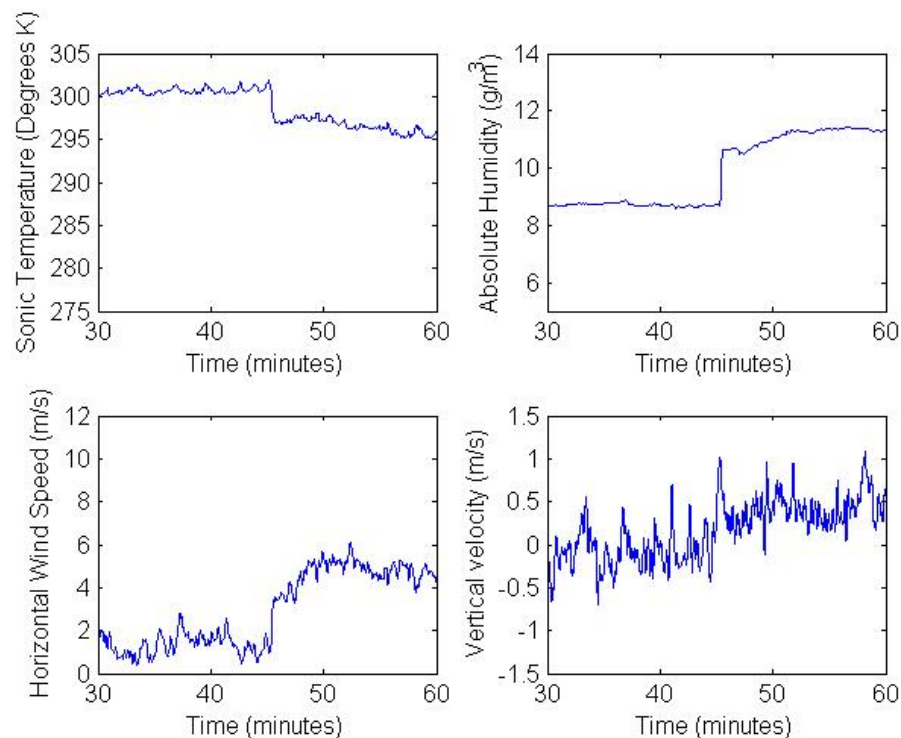 Sonic Temperature (Degrees K)
305
300
295
290
285
280
275
30 40 50 60
Time (minutes)
Absolute Humidity (g/m³)
14
12
10
8
6
30 40 50 60
Time (minutes)
Horizontal Wind Speed (m/s)
12
10
8
6
4
2
0
30 40 50 60
Time (minutes)
Vertical velocity (m/s)
1.5
1
0.5
0
-0.5
-1
-1.5
30 40 50 60
Time (minutes)